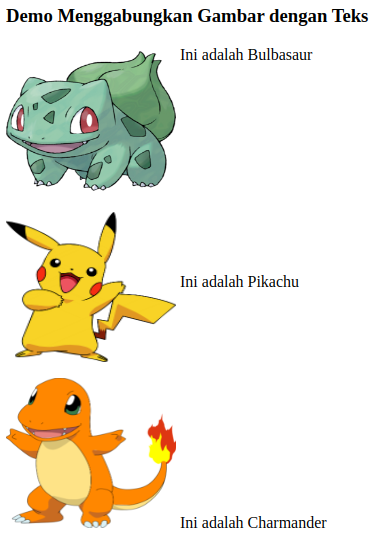 Demo Menggabungkan Gambar dengan Teks
Ini adalah Bulbasaur
Ini adalah Pikachu
Ini adalah Charmander